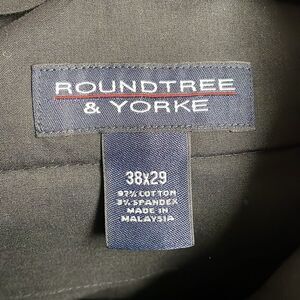 ROUNDTREE
& YORKE
38X29
97% COTTON
3% SPANDEX
MADE IN
MALAYSIA